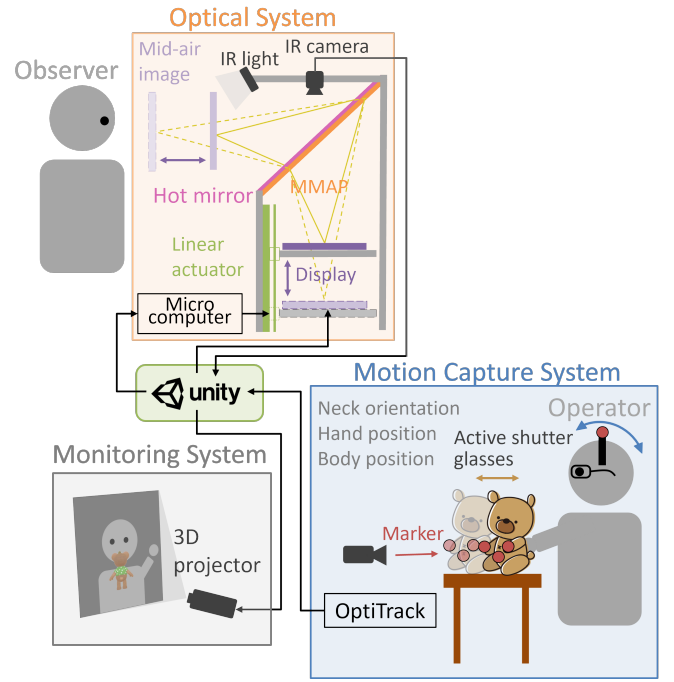 Optical System
Observer
Mid-air
image
IR light
IR camera
Hot mirror
MMAP
Linear
actuator
Display
Micro
computer
unity
Motion Capture System
Neck orientation
Hand position
Body position
Operator
Active shutter
glasses
Marker
OptiTrack
Monitoring System
3D
projector